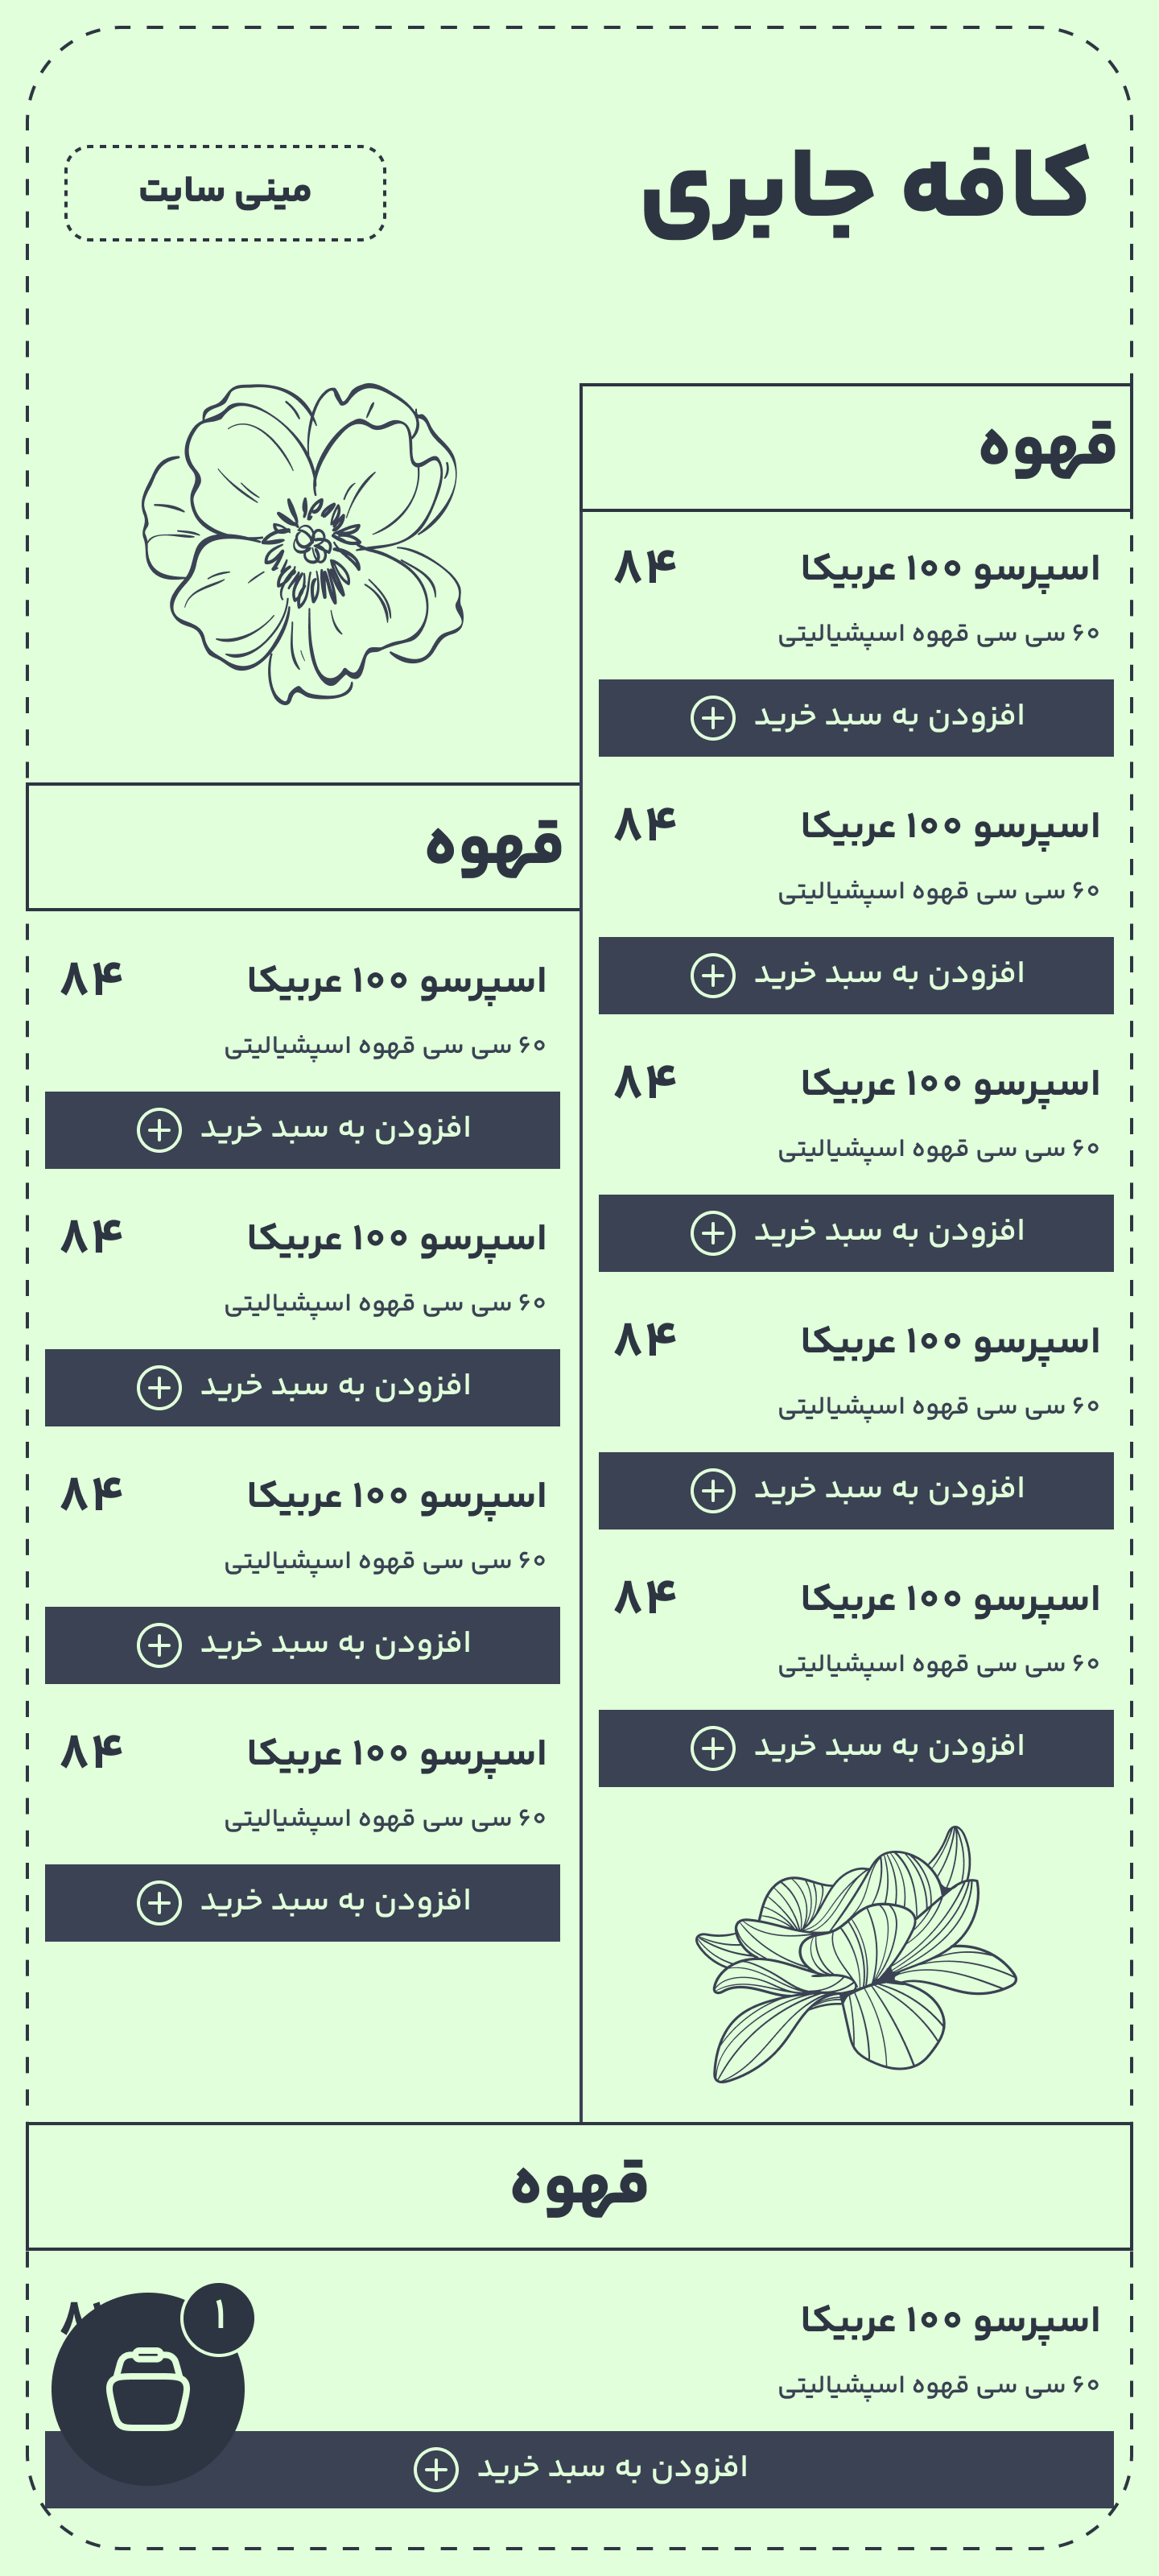 کافه جابری
مینی سایت
قهوه
اسپرسو ۱۰۰ عربیکا ۸۴
۶۰ سی سی قهوه اسپشیالیتی
افزودن به سبد خرید
اسپرسو ۱۰۰ عربیکا ۸۴
۶۰ سی سی قهوه اسپشیالیتی
افزودن به سبد خرید
اسپرسو ۱۰۰ عربیکا ۸۴
۶۰ سی سی قهوه اسپشیالیتی
افزودن به سبد خرید
اسپرسو ۱۰۰ عربیکا ۸۴
۶۰ سی سی قهوه اسپشیالیتی
افزودن به سبد خرید
اسپرسو ۱۰۰ عربیکا ۸۴
۶۰ سی سی قهوه اسپشیالیتی
افزودن به سبد خرید
قهوه
اسپرسو ۱۰۰ عربیکا ۸۴
۶۰ سی سی قهوه اسپشیالیتی
افزودن به سبد خرید
اسپرسو ۱۰۰ عربیکا ۸۴
۶۰ سی سی قهوه اسپشیالیتی
افزودن به سبد خرید
اسپرسو ۱۰۰ عربیکا ۸۴
۶۰ سی سی قهوه اسپشیالیتی
افزودن به سبد خرید
اسپرسو ۱۰۰ عربیکا ۸۴
۶۰ سی سی قهوه اسپشیالیتی
افزودن به سبد خرید
قهوه
اسپرسو ۱۰۰ عربیکا
۱
۶۰ سی سی قهوه اسپشیالیتی
افزودن به سبد خرید